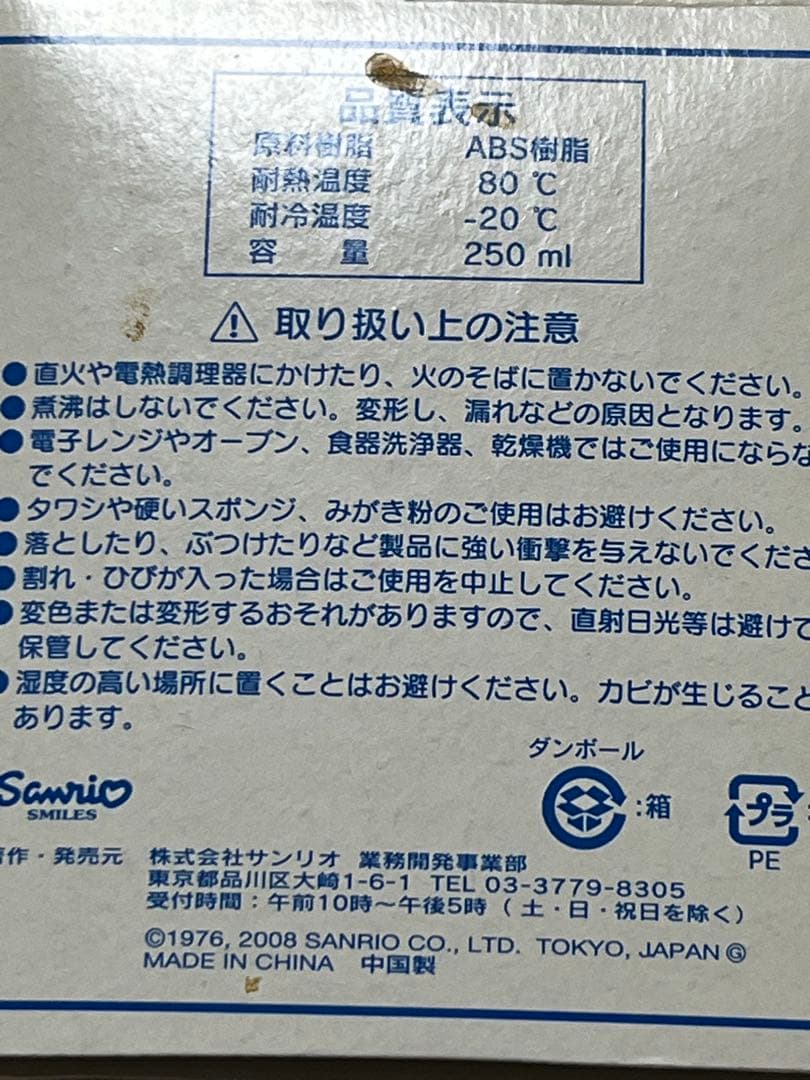 品質表示
原料樹脂 ABS樹脂
耐熱温度 80 ℃
耐冷温度 -20 ℃
容 量 250 ml
⚠ 取り扱い上の注意
●直火や電熱調理器にかけたり、火のそばに置かないでください。
●煮沸はしないでください。変形し、漏れなどの原因となります。
●電子レンジやオーブン、食器洗浄器、乾燥機ではご使用にならな
でください。
●タワシや硬いスポンジ、みがき粉のご使用はお避けください。
●落としたり、ぶつけたりなど製品に強い衝撃を与えないでくださ
●割れ・ひびが入った場合はご使用を中止してください。
●変色または変形するおそれがありますので、直射日光等は避けて
保管してください。
●湿度の高い場所に置くことはお避けください。カビが生じること
あります。
ダンボール
:箱
プラ
PE
Sanrio
SMILES
作・発売元 株式会社サンリオ 業務開発事業部
東京都品川区大崎1-6-1 TEL 03-3779-8305
受付時間：午前10時〜午後5時（土・日・祝日を除く）
©1976, 2008 SANRIO CO., LTD. TOKYO, JAPAN Ⓖ
MADE IN CHINA 中国製